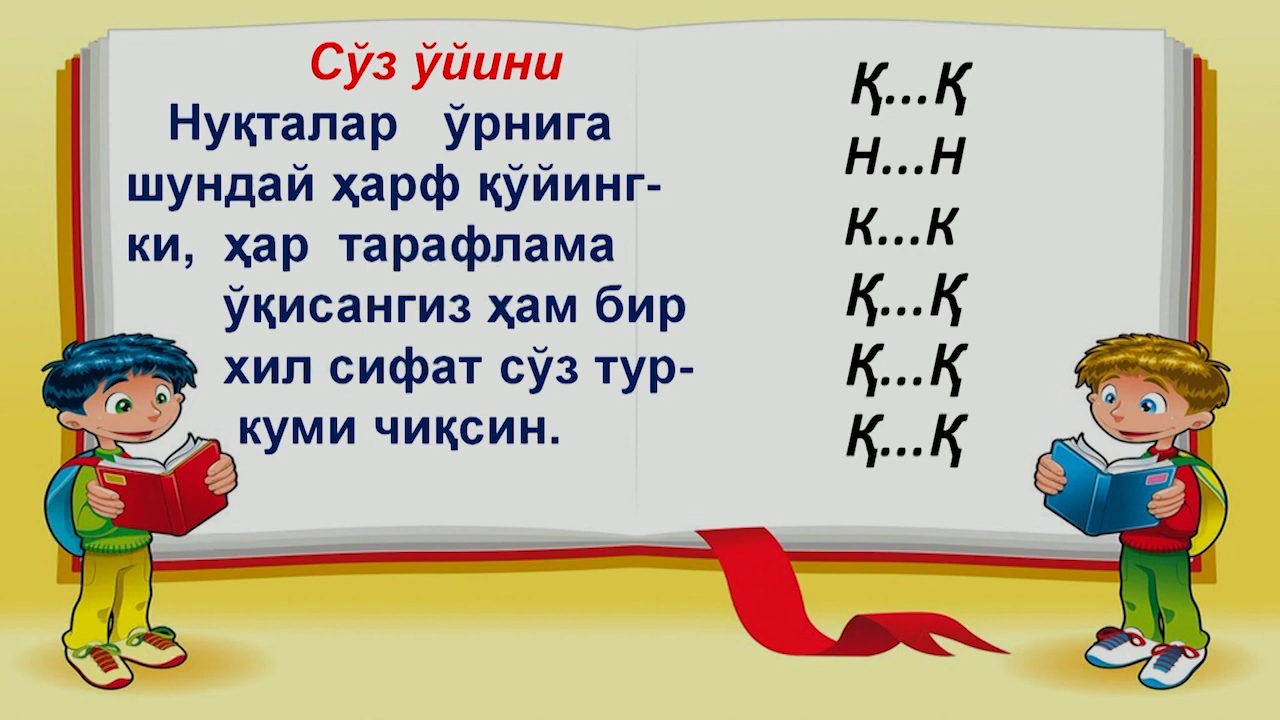 Сўз ўйини
Нуқталар ўрнига
шундай ҳарф қўйинг-
ки, ҳар тарафлама
ўқисангиз ҳам бир
хил сифат сўз тур-
куми чиқсин.
Қ...Қ
Н...Н
К...К
Қ...Қ
Қ...Қ
Қ...Қ